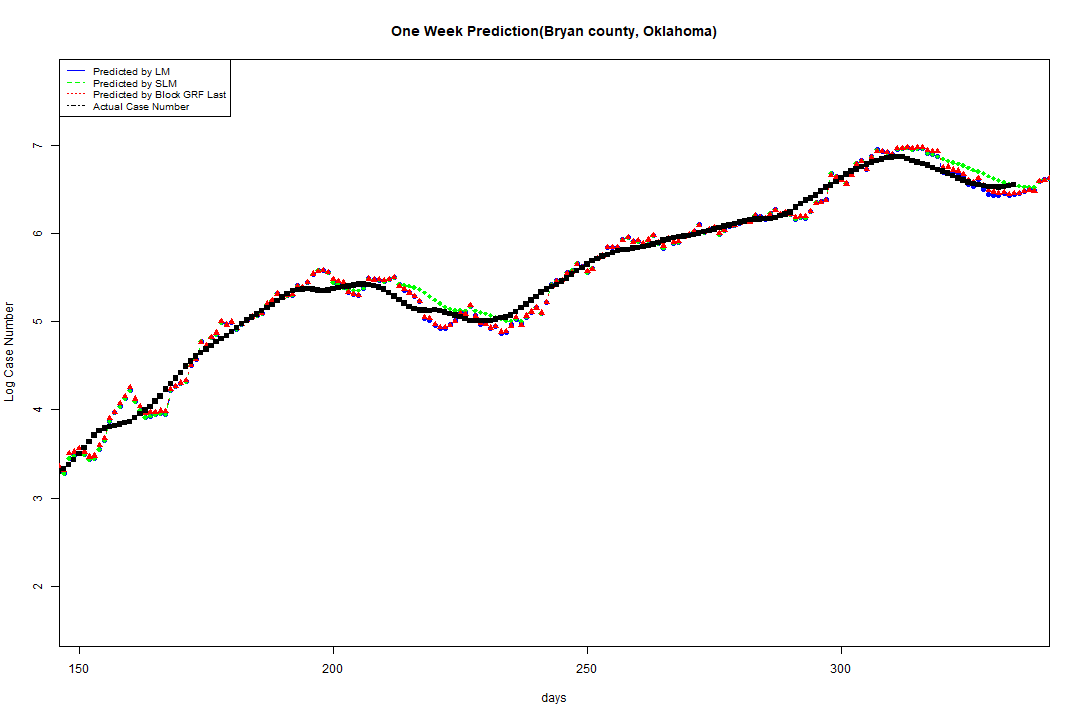 One Week Prediction(Bryan county, Oklahoma)
Predicted by LM
Predicted by SLM
Predicted by Block GRF Last
Actual Case Number
Log Case Number
7
6
5
4
3
2
150 200 250 300
days